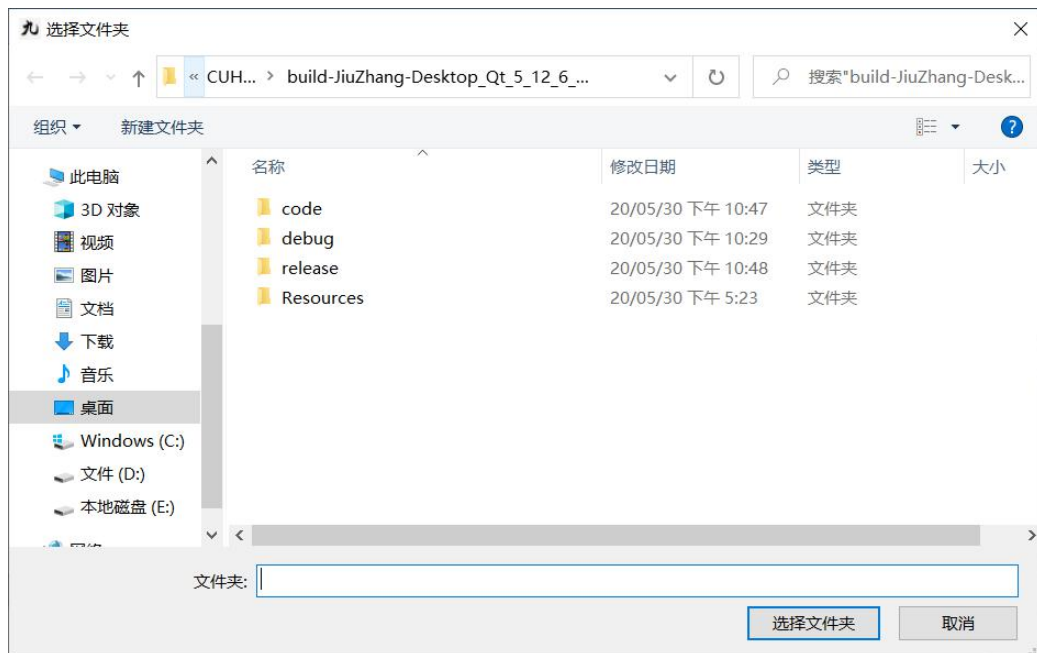 九 选择文件夹
« CUH... > build-JiuZhang-Desktop_Qt_5_12_6_... 搜索"build-JiuZhang-Desk...
组织 新建文件夹 ?
名称 修改日期 类型 大小
此电脑
3D 对象
视频
图片
文档
下载
音乐
桌面
Windows (C:)
文件 (D:)
本地磁盘 (E:)
code 20/05/30 下午 10:47 文件夹
debug 20/05/30 下午 10:29 文件夹
release 20/05/30 下午 10:48 文件夹
Resources 20/05/30 下午 5:23 文件夹
文件夹:
选择文件夹 取消